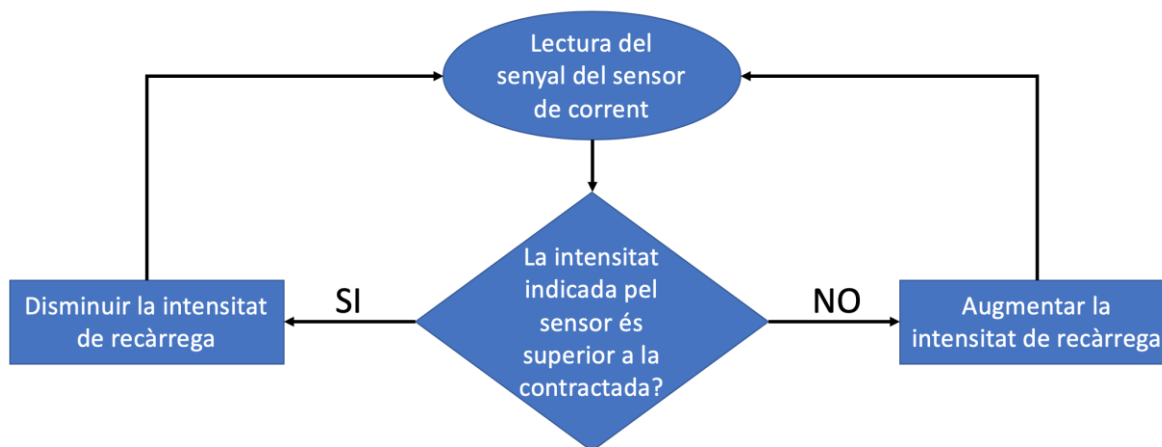 Lectura del
senyal del sensor
de corrent
La intensitat
indicada pel
sensor és
superior a la
contractada?
SI
Disminuir la intensitat
de recàrrega
NO
Augmentar la
intensitat de recàrrega